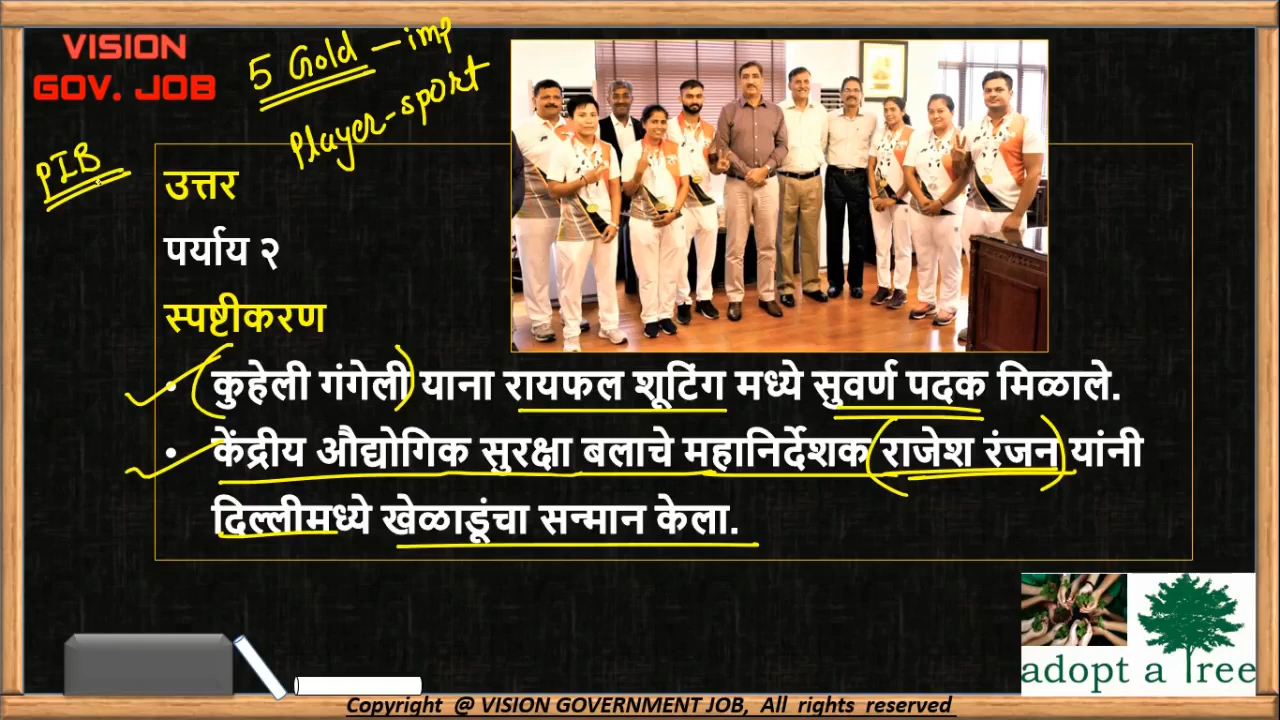 VISION
GOV. JOB
5 Gold - imp
Player-sport
PIB
उत्तर
पर्याय २
स्पष्टीकरण
• कुहेली गंगेली याना रायफल शूटिंग मध्ये सुवर्ण पदक मिळाले.
• केंद्रीय औद्योगिक सुरक्षा बलाचे महानिर्देशक राजेश रंजन यांनी
दिल्लीमध्ये खेळाडूंचा सन्मान केला.
adopt a Tree
Copyright @ VISION GOVERNMENT JOB, All rights reserved